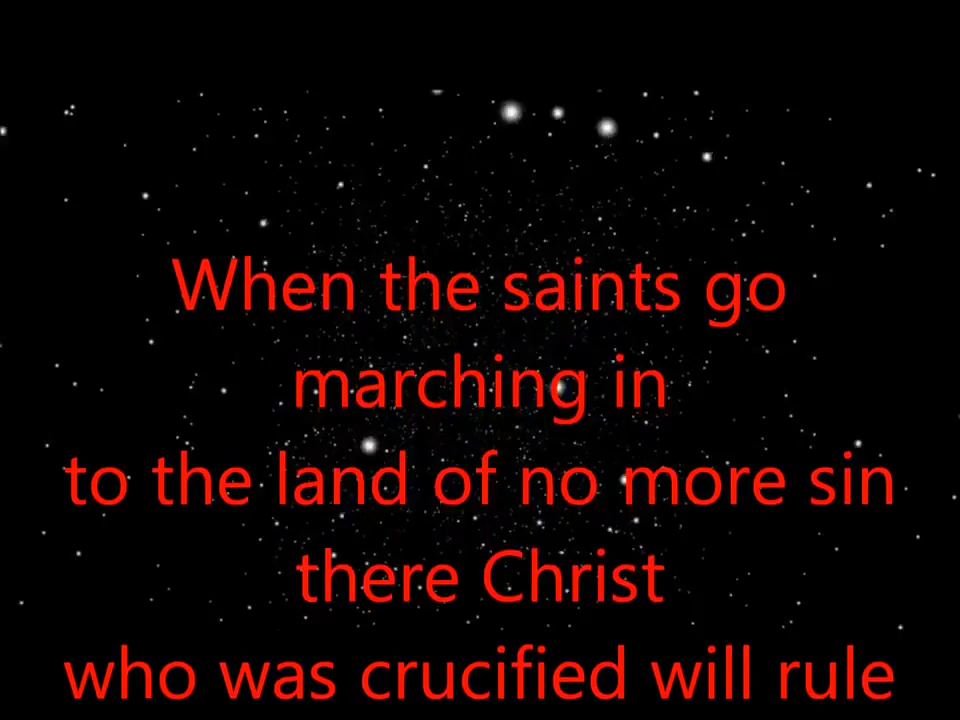 When the saints go
marching in
to the land of no more sin
there Christ
who was crucified will rule